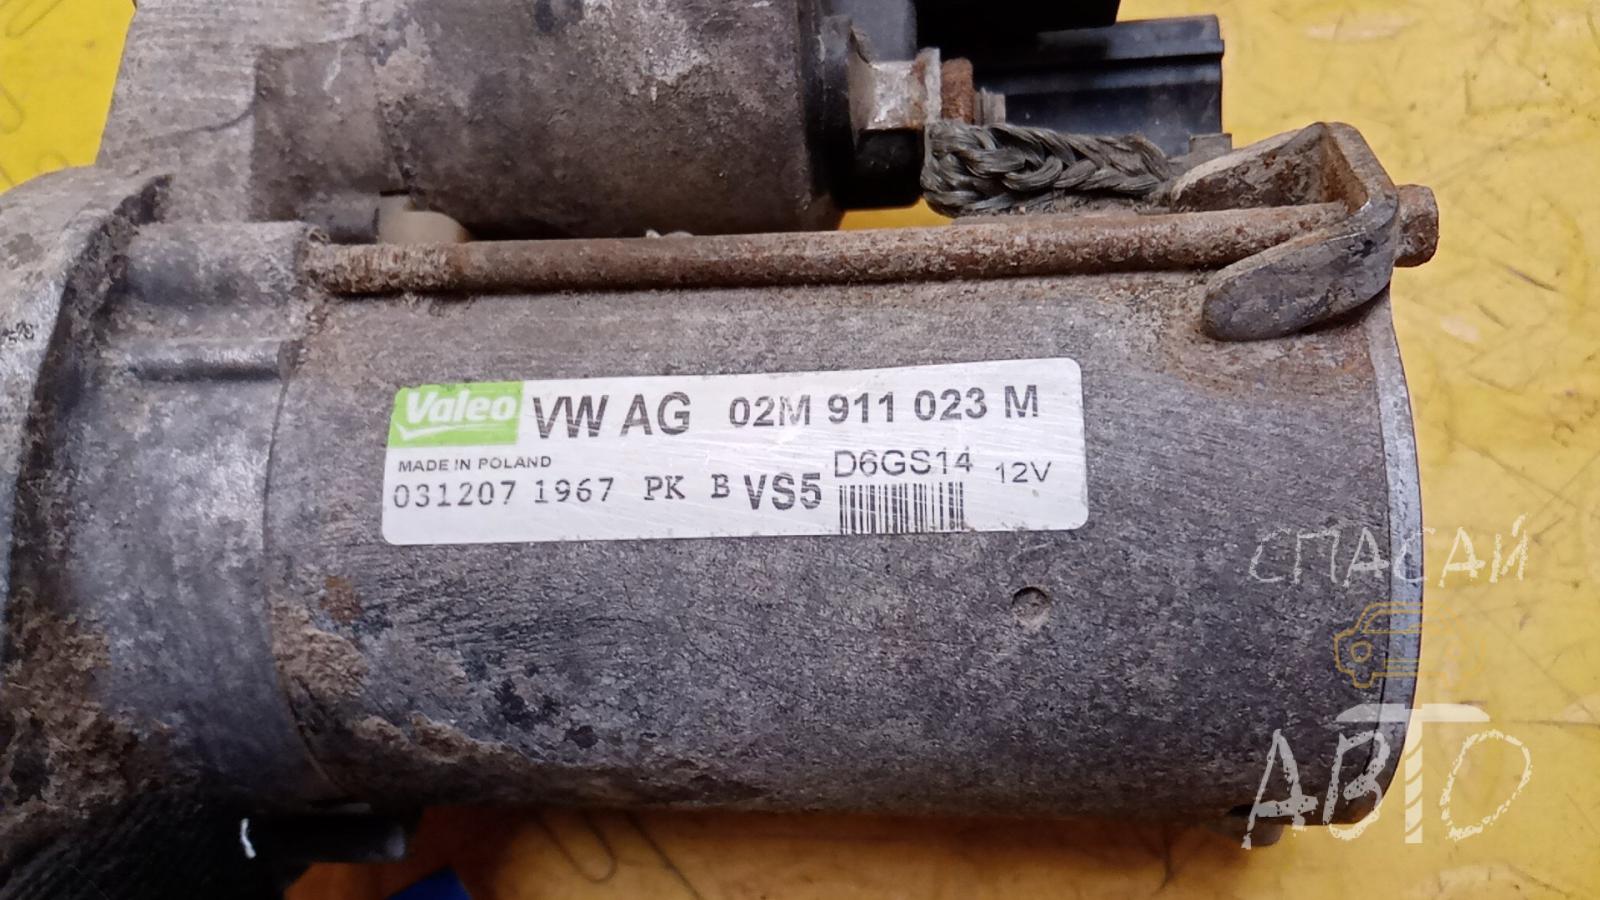 Valeo VW AG 02M 911 023 M
MADE IN POLAND
031207 1967 PK B VS5 D6GS14 12V
СПАСАЙ
АВТО